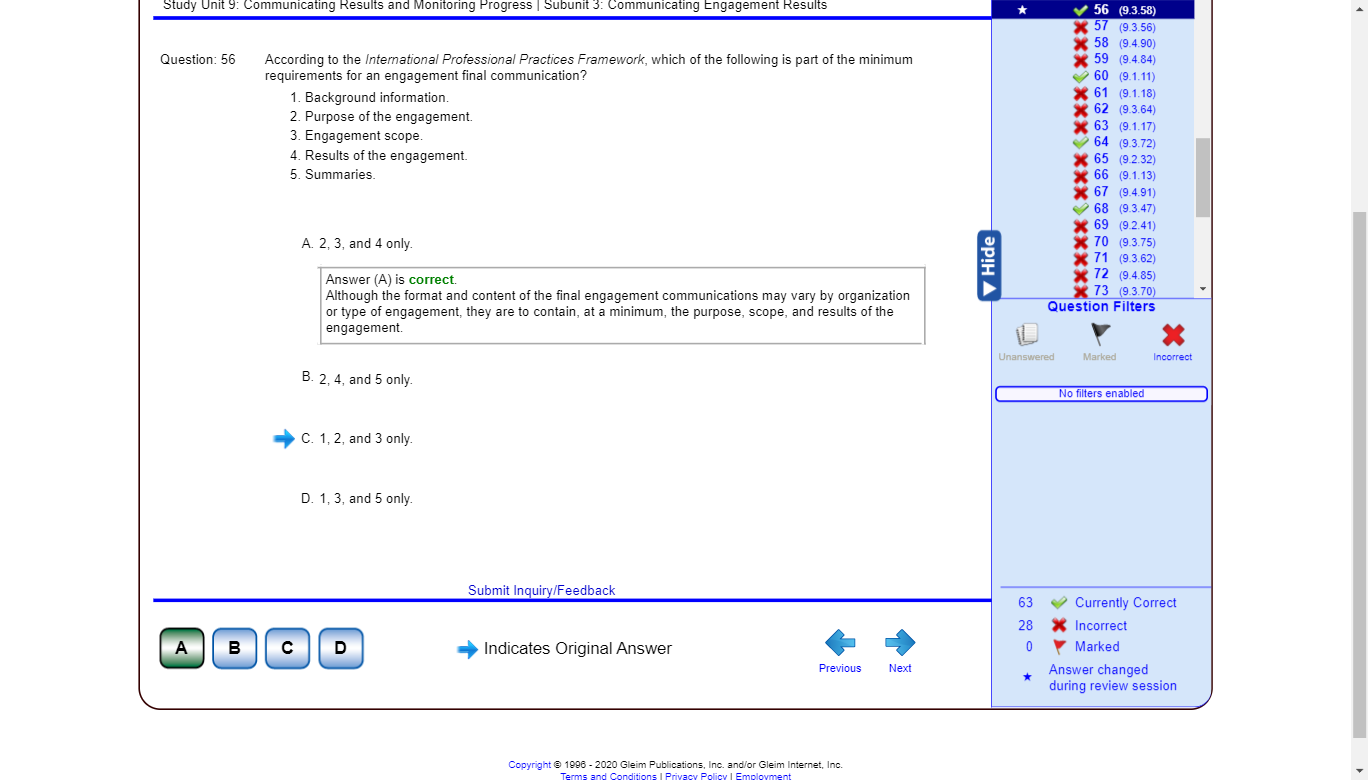 Study Unit 9: Communicating Results and Monitoring Progress | Subunit 3: Communicating Engagement Results
Question: 56
According to the International Professional Practices Framework, which of the following is part of the minimum
requirements for an engagement final communication?
1. Background information.
2. Purpose of the engagement.
3. Engagement scope.
4. Results of the engagement.
5. Summaries.
A. 2, 3, and 4 only.
Answer (A) is correct.
Although the format and content of the final engagement communications may vary by organization
or type of engagement, they are to contain, at a minimum, the purpose, scope, and results of the
engagement.
B. 2, 4, and 5 only.
C. 1, 2, and 3 only.
D. 1, 3, and 5 only.
Submit Inquiry/Feedback
A B C D
Indicates Original Answer
Previous
Next
56 (9.3.58)
57 (9.3.56)
58 (9.4.90)
59 (9.4.84)
60 (9.1.11)
61 (9.1.18)
62 (9.3.64)
63 (9.1.17)
64 (9.3.72)
65 (9.2.32)
66 (9.1.13)
67 (9.4.91)
68 (9.3.47)
69 (9.2.41)
70 (9.3.75)
71 (9.3.62)
72 (9.4.85)
73 (9.3.70)
Hide
Question Filters
Unanswered Marked Incorrect
No filters enabled
63 Currently Correct
28 Incorrect
0 Marked
Answer changed
during review session
Copyright © 1996 - 2020 Gleim Publications, Inc. and/or Gleim Internet, Inc.
Terms and Conditions | Privacy Policy | Employment